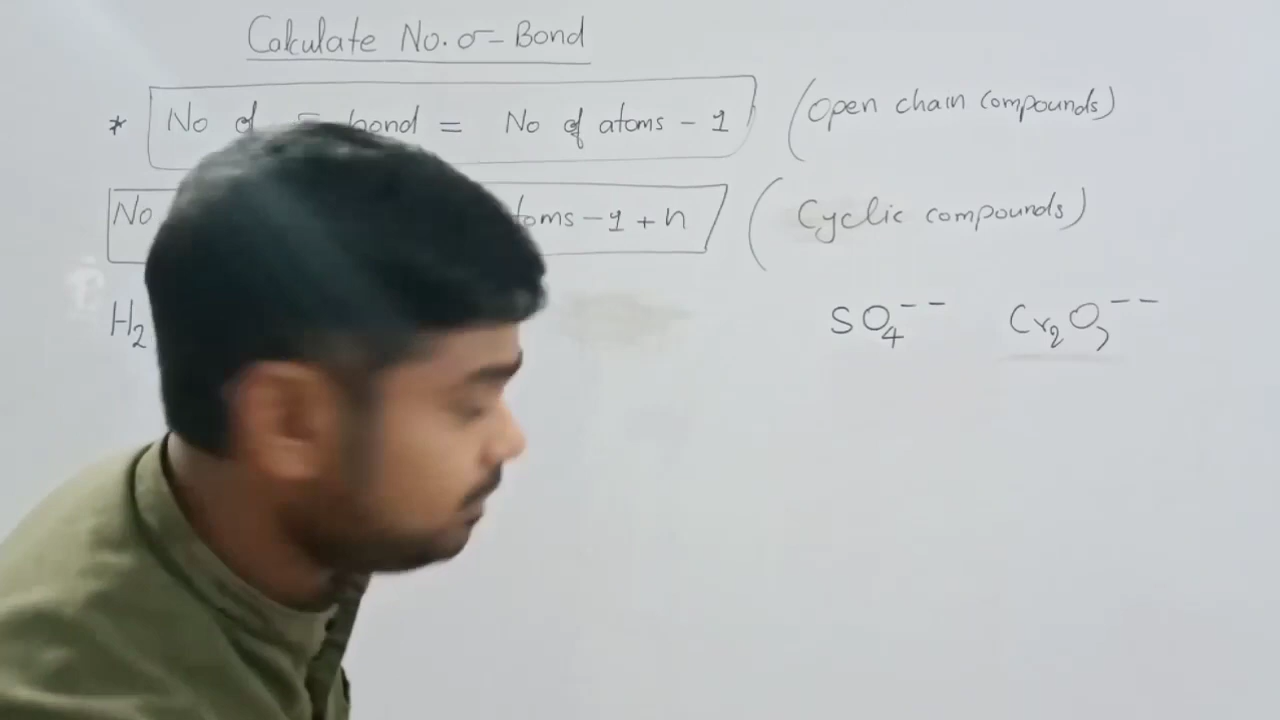 Calculate No. σ- Bond
* No of bond = No of atoms - 1 (Open chain compounds)
No toms - 1 + n (Cyclic compounds)
H₂ SO₄⁻⁻ Cr₂O₇⁻⁻